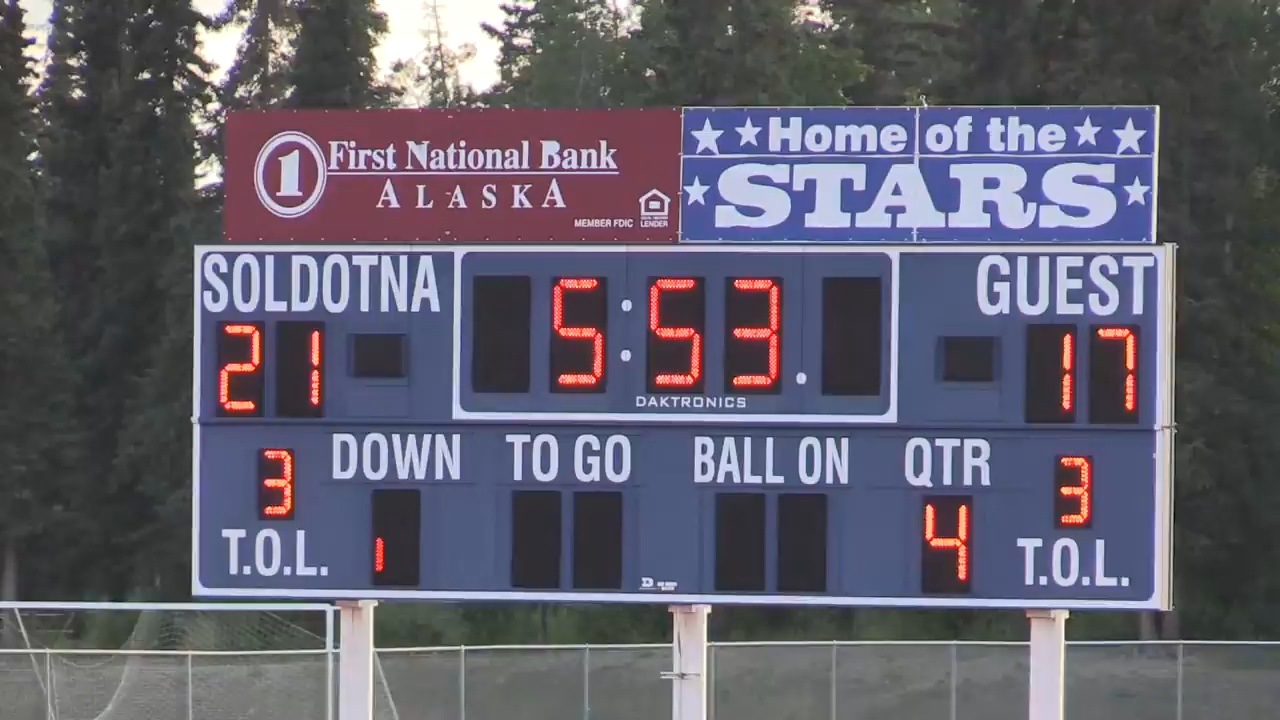 1 First National Bank
ALASKA
MEMBER FDIC
LENDER
Home of the
STARS
SOLDOTNA
GUEST
21
5:53
17
DAKTRONICS
DOWN
TO GO
BALL ON
QTR
3
3
4
T.O.L.
T.O.L.